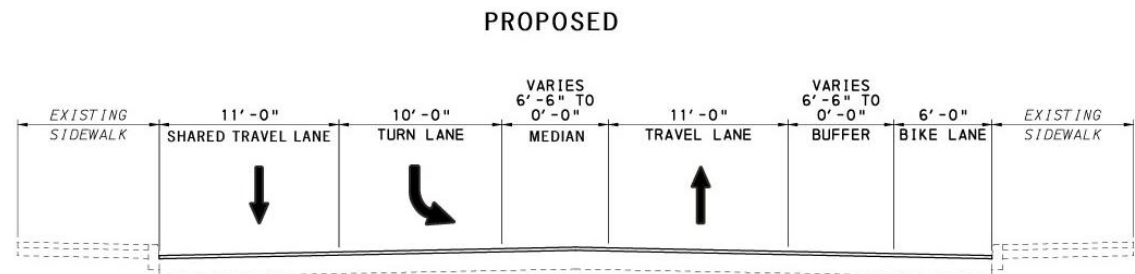 PROPOSED
EXISTING
SIDEWALK
11'-0"
SHARED TRAVEL LANE
10'-0"
TURN LANE
VARIES
6'-6" TO
0'-0"
MEDIAN
11'-0"
TRAVEL LANE
VARIES
6'-6" TO
0'-0"
BUFFER
6'-0"
BIKE LANE
EXISTING
SIDEWALK